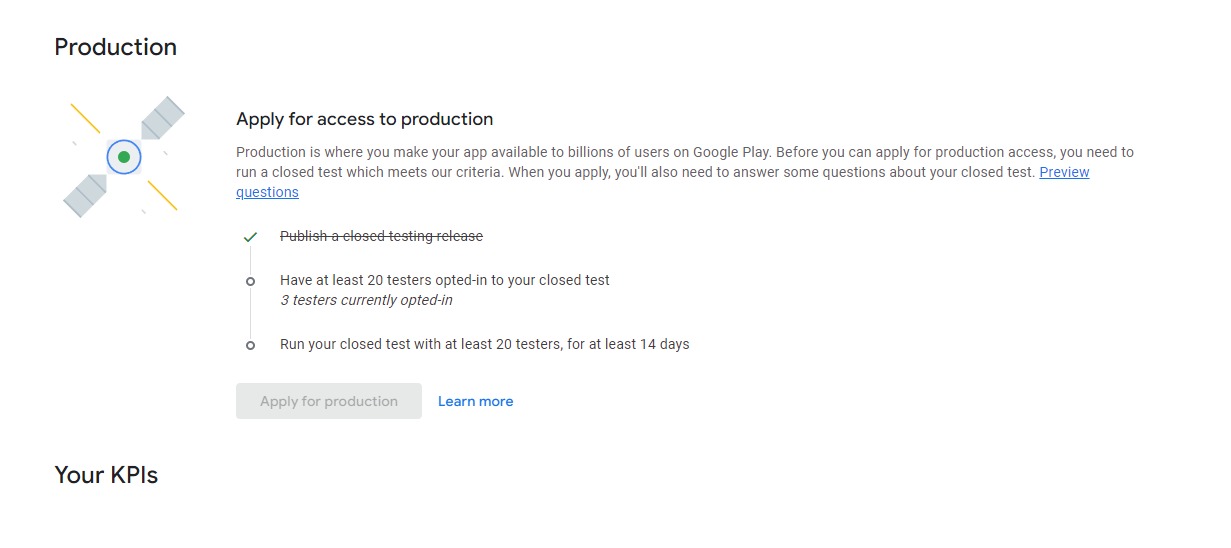 Production
Apply for access to production
Production is where you make your app available to billions of users on Google Play. Before you can apply for production access, you need to
run a closed test which meets our criteria. When you apply, you'll also need to answer some questions about your closed test. Preview
questions
Publish a closed testing release
Have at least 20 testers opted-in to your closed test
3 testers currently opted-in
Run your closed test with at least 20 testers, for at least 14 days
Apply for production Learn more
Your KPIs